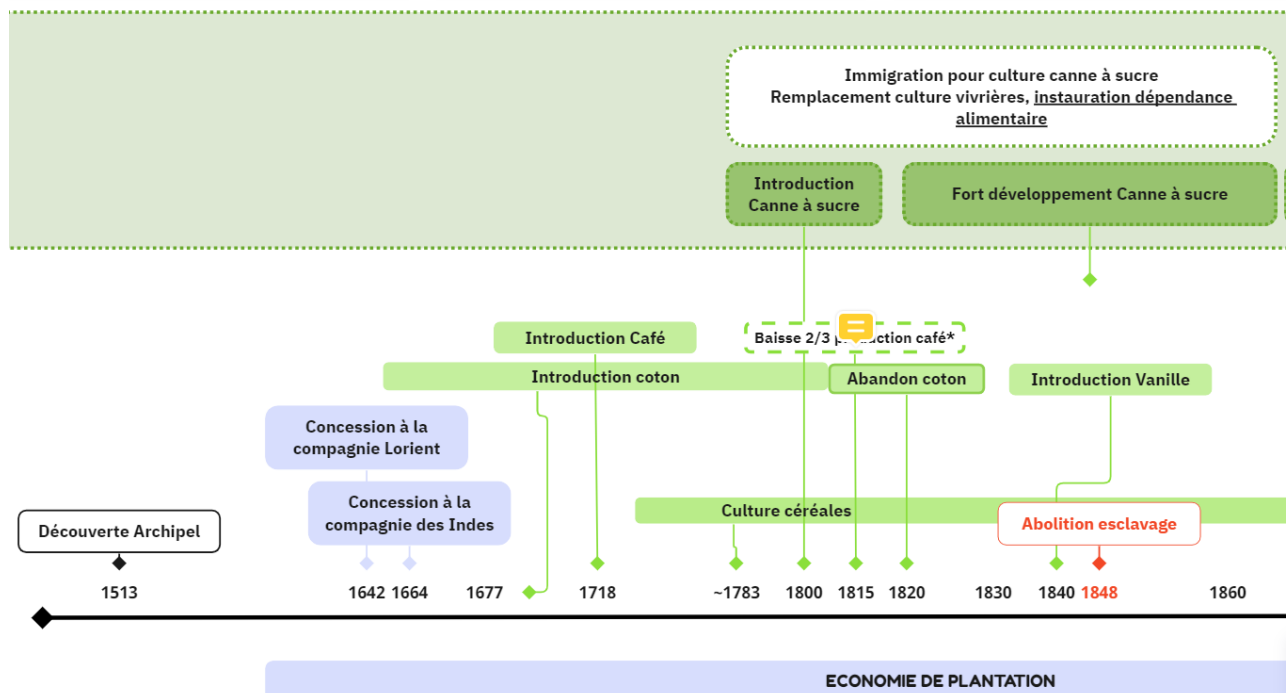 Immigration pour culture canne à sucre
Remplacement culture vivrières, instauration dépendance
alimentaire
Introduction
Canne à sucre
Fort développement Canne à sucre
Introduction Café
Baisse 2/3 production café*
Introduction coton
Abandon coton
Introduction Vanille
Concession à la
compagnie Lorient
Concession à la
compagnie des Indes
Culture céréales
Découverte Archipel
Abolition esclavage
1513
1642
1664
1677
1718
~1783
1800
1815
1820
1830
1840
1848
1860
ECONOMIE DE PLANTATION